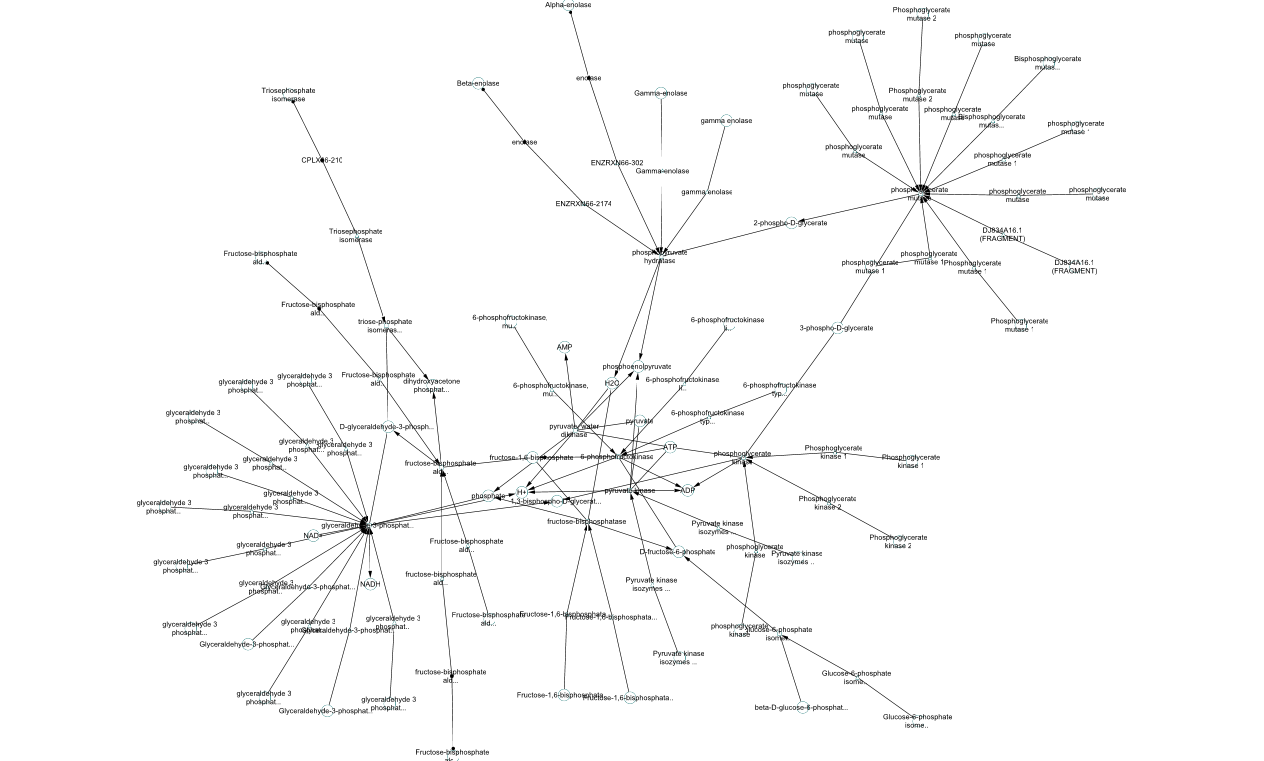 Alpha-enolase
Phosphoglycerate
mutase 2
phosphoglycerate
mutase
phosphoglycerate
mutase
Bisphosphoglycerate
mutas...
enolase
Beta-enolase
Gamma-enolase
Triosephosphate
isomerase
phosphoglycerate
mutase
Phosphoglycerate
mutase 2
phosphoglycerate
mutase
phosphoglycerate
mutase
Bisphosphoglycerate
mutas...
gamma enolase
phosphoglycerate
mutase 1
enolase
phosphoglycerate
mutase
CPLX66-210
ENZRXN66-302
Gamma-enolase
phosphoglycerate
mutase 1
gamma enolase
phosphoglycerate
mutase
phosphoglycerate
mutase
phosphoglycerate
mutase
ENZRXN66-2174
2-phospho-D-glycerate
Triosephosphate
isomerase
DJ834A16.1
(FRAGMENT)
Fructose-bisphosphate
ald...
phosphopyruvate
hydratase
phosphoglycerate
mutase 1
phosphoglycerate
mutase 1
Phosphoglycerate
mutase 1
DJ834A16.1
(FRAGMENT)
Fructose-bisphosphate
ald...
triose-phosphate
isomeras...
6-phosphofructokinase,
mu...
6-phosphofructokinase
li...
3-phospho-D-glycerate
Phosphoglycerate
mutase 1
AMP
phosphoenolpyruvate
glyceraldehyde 3
phosphat...
glyceraldehyde 3
phosphat...
Fructose-bisphosphate
ald...
dihydroxyacetone
phosphat...
H2O
6-phosphofructokinase,
mu...
6-phosphofructokinase
li...
6-phosphofructokinase
typ...
glyceraldehyde 3
phosphat...
D-glyceraldehyde-3-phosph...
pyruvate, water
dikinase
pyruvate
6-phosphofructokinase
typ...
glyceraldehyde 3
phosphat...
glyceraldehyde 3
phosphat...
ATP
glyceraldehyde 3
phosphat...
glyceraldehyde 3
phosphat...
fructose-bisphosphate
ald...
fructose-1,6-bisphosphate
6-phosphofructokinase
phosphoglycerate
kinase
Phosphoglycerate
kinase 1
Phosphoglycerate
kinase 1
glyceraldehyde 3
phosphat...
glyceraldehyde 3
phosphat...
glyceraldehyde 3
phosphat...
phosphate
H+
1,3-bisphospho-D-glycerat...
pyruvate kinase
ADP
Phosphoglycerate
kinase 2
glyceraldehyde-3-phosphat...
fructose-bisphosphatase
Pyruvate kinase
isozymes ...
NAD+
glyceraldehyde 3
phosphat...
glyceraldehyde 3
phosphat...
Fructose-bisphosphate
ald...
D-fructose-6-phosphate
phosphoglycerate
kinase
Pyruvate kinase
isozymes ...
Phosphoglycerate
kinase 2
glyceraldehyde 3
phosphat...
Glyceraldehyde-3-phosphat...
NADH
fructose-bisphosphate
ald...
Pyruvate kinase
isozymes ...
glyceraldehyde 3
phosphat...
glyceraldehyde 3
phosphat...
Glyceraldehyde-3-phosphat...
glyceraldehyde 3
phosphat...
Fructose-bisphosphate
ald...
Fructose-1,6-bisphosphata...
Fructose-1,6-bisphosphata...
phosphoglycerate
kinase
glucose-6-phosphate
isome...
Glyceraldehyde-3-phosphat...
Pyruvate kinase
isozymes ...
fructose-bisphosphate
ald...
Glucose-6-phosphate
isome...
glyceraldehyde 3
phosphat...
Glyceraldehyde-3-phosphat...
glyceraldehyde 3
phosphat...
Fructose-1,6-bisphosphata...
Fructose-1,6-bisphosphata...
beta-D-glucose-6-phosphat...
Glucose-6-phosphate
isome...
Fructose-bisphosphate